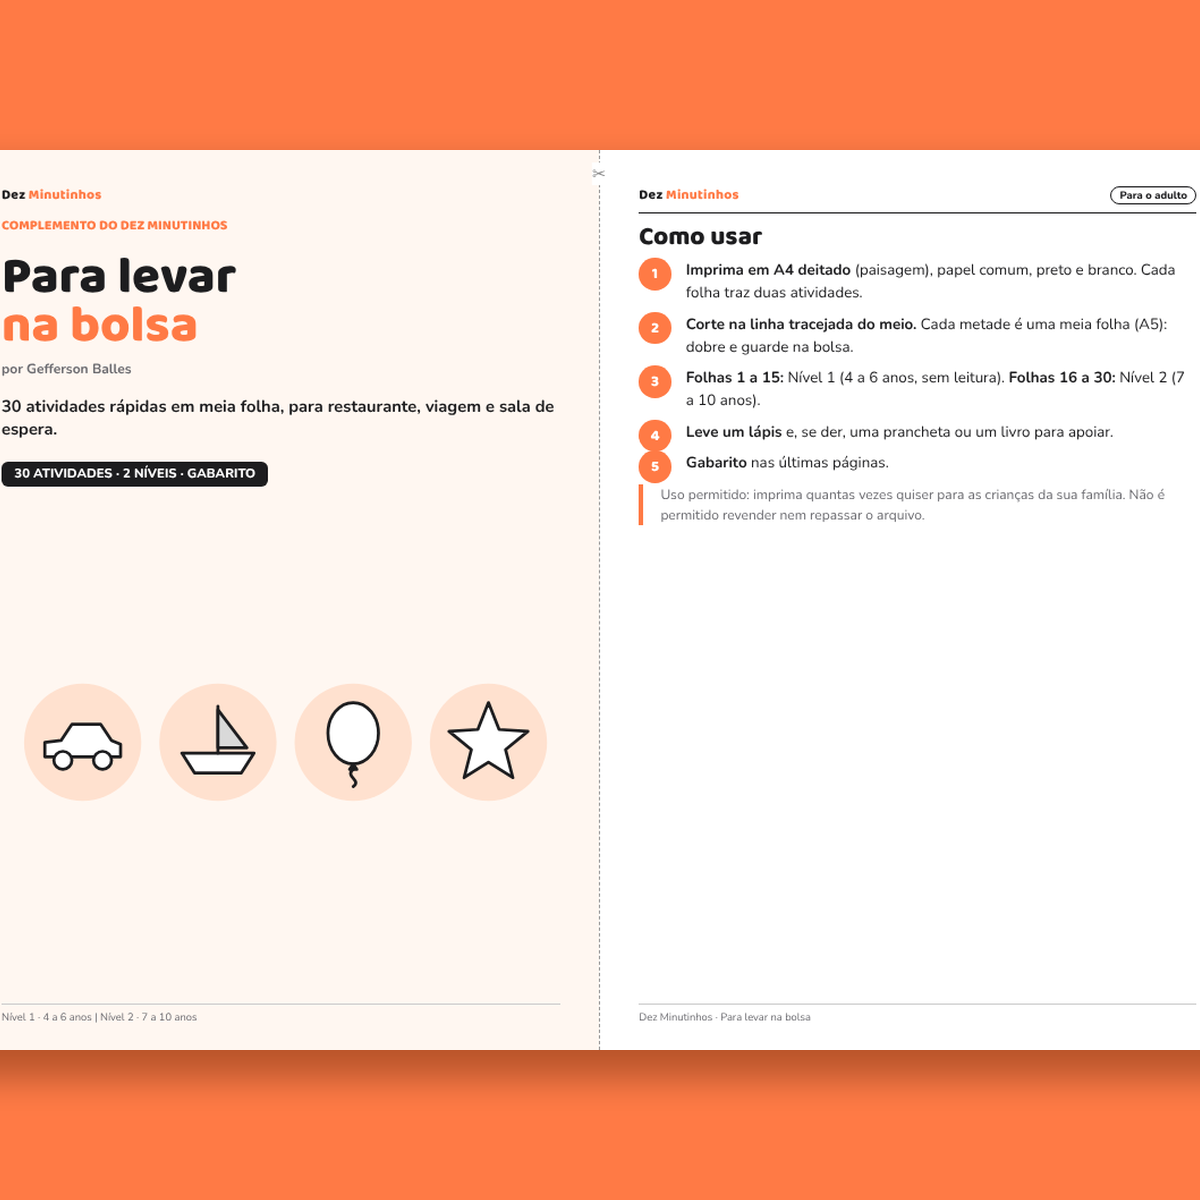 Dez Minutinhos
COMPLEMENTO DO DEZ MINUTINHOS
Para levar
na bolsa
por Gefferson Balles
30 atividades rápidas em meia folha, para restaurante, viagem e sala de
espera.
30 ATIVIDADES · 2 NÍVEIS · GABARITO
Nível 1 · 4 a 6 anos | Nível 2 · 7 a 10 anos
Dez Minutinhos
Para o adulto
Como usar
1 Imprima em A4 deitado (paisagem), papel comum, preto e branco. Cada
folha traz duas atividades.
2 Corte na linha tracejada do meio. Cada metade é uma meia folha (A5):
dobre e guarde na bolsa.
3 Folhas 1 a 15: Nível 1 (4 a 6 anos, sem leitura). Folhas 16 a 30: Nível 2 (7
a 10 anos).
4 Leve um lápis e, se der, uma prancheta ou um livro para apoiar.
5 Gabarito nas últimas páginas.
Uso permitido: imprima quantas vezes quiser para as crianças da sua família. Não é
permitido revender nem repassar o arquivo.
Dez Minutinhos · Para levar na bolsa